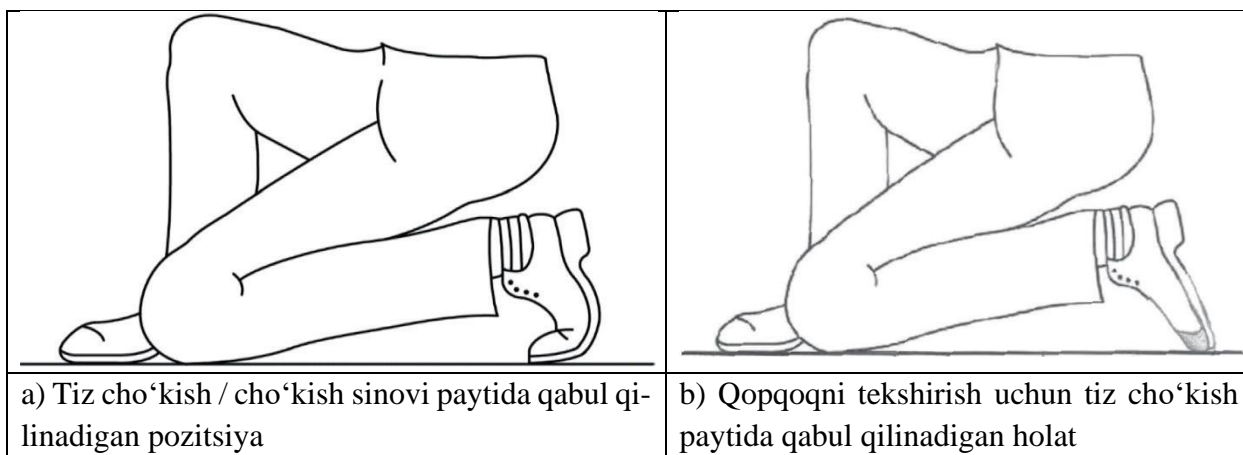 a) Tiz cho‘kish / cho‘kish sinovi paytida qabul qi-
linadigan pozitsiya
b) Qopqoqni tekshirish uchun tiz cho‘kish
paytida qabul qilinadigan holat